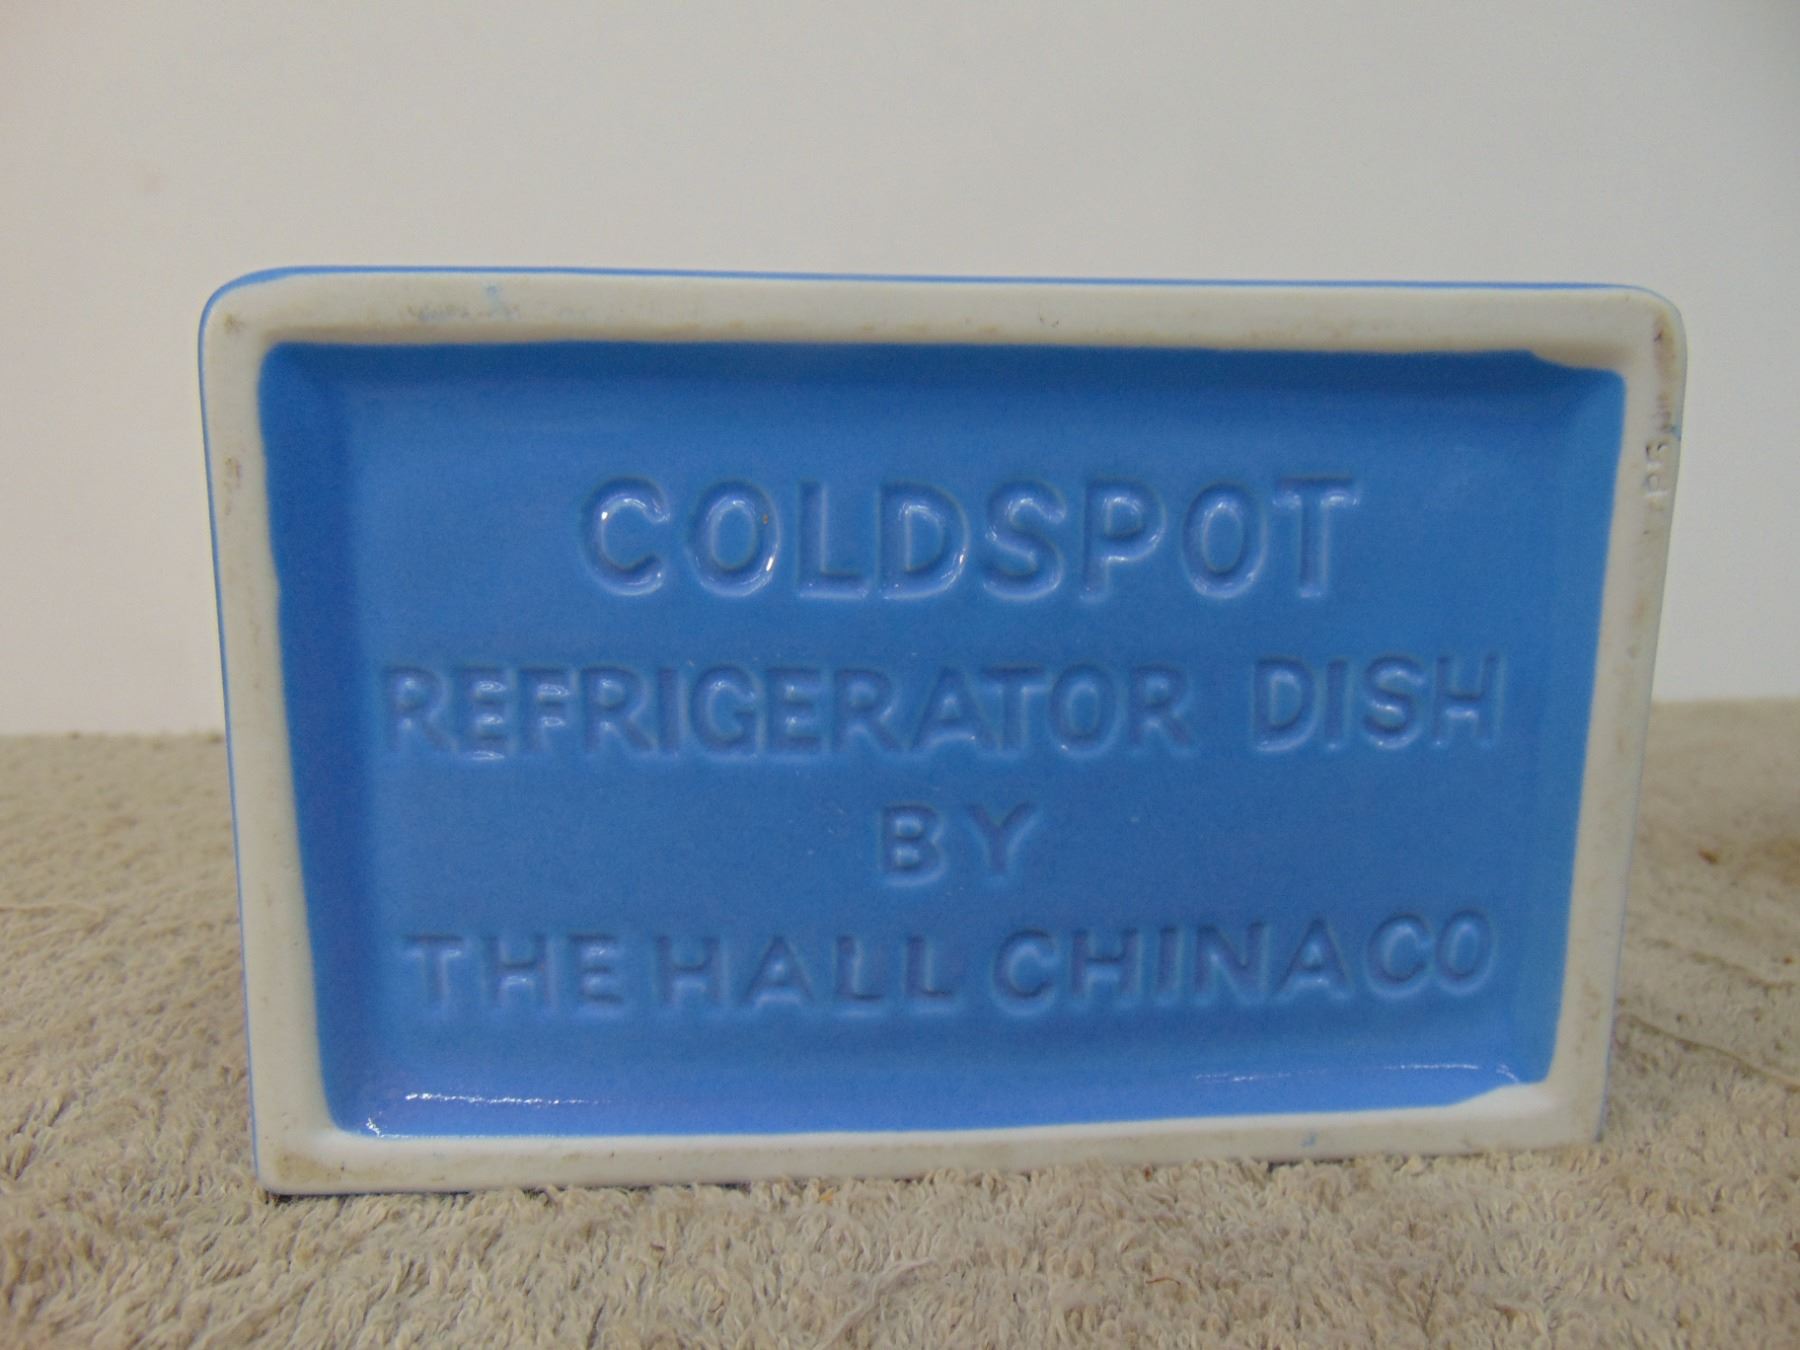 COLDSPOT
REFRIGERATOR DISH
BY
THE HALL CHINA CO